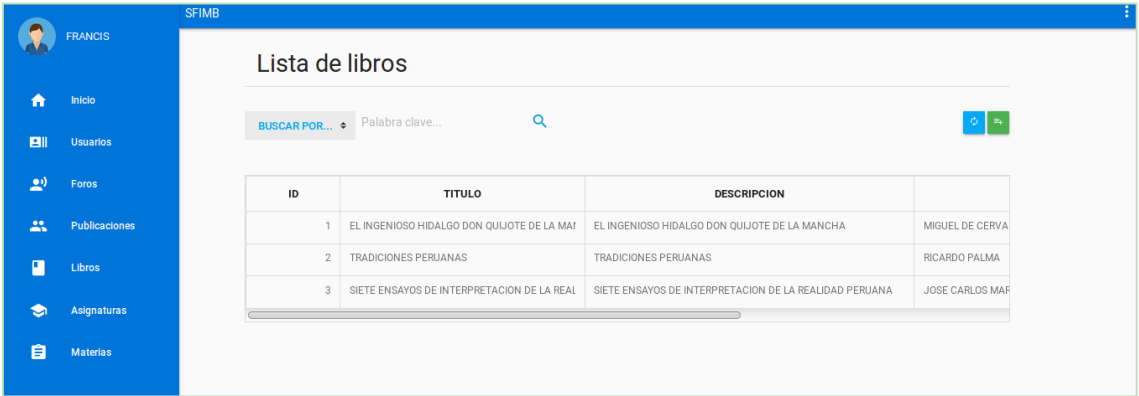 SFIMB
FRANCIS
Inicio
Usuarios
Foros
Publicaciones
Libros
Asignaturas
Materias
Lista de libros
BUSCAR POR... Palabra clave...
ID TITULO DESCRIPCION
1 EL INGENIOSO HIDALGO DON QUIJOTE DE LA MAN EL INGENIOSO HIDALGO DON QUIJOTE DE LA MANCHA MIGUEL DE CERVA
2 TRADICIONES PERUANAS TRADICIONES PERUANAS RICARDO PALMA
3 SIETE ENSAYOS DE INTERPRETACION DE LA REAL SIETE ENSAYOS DE INTERPRETACION DE LA REALIDAD PERUANA JOSE CARLOS MAR